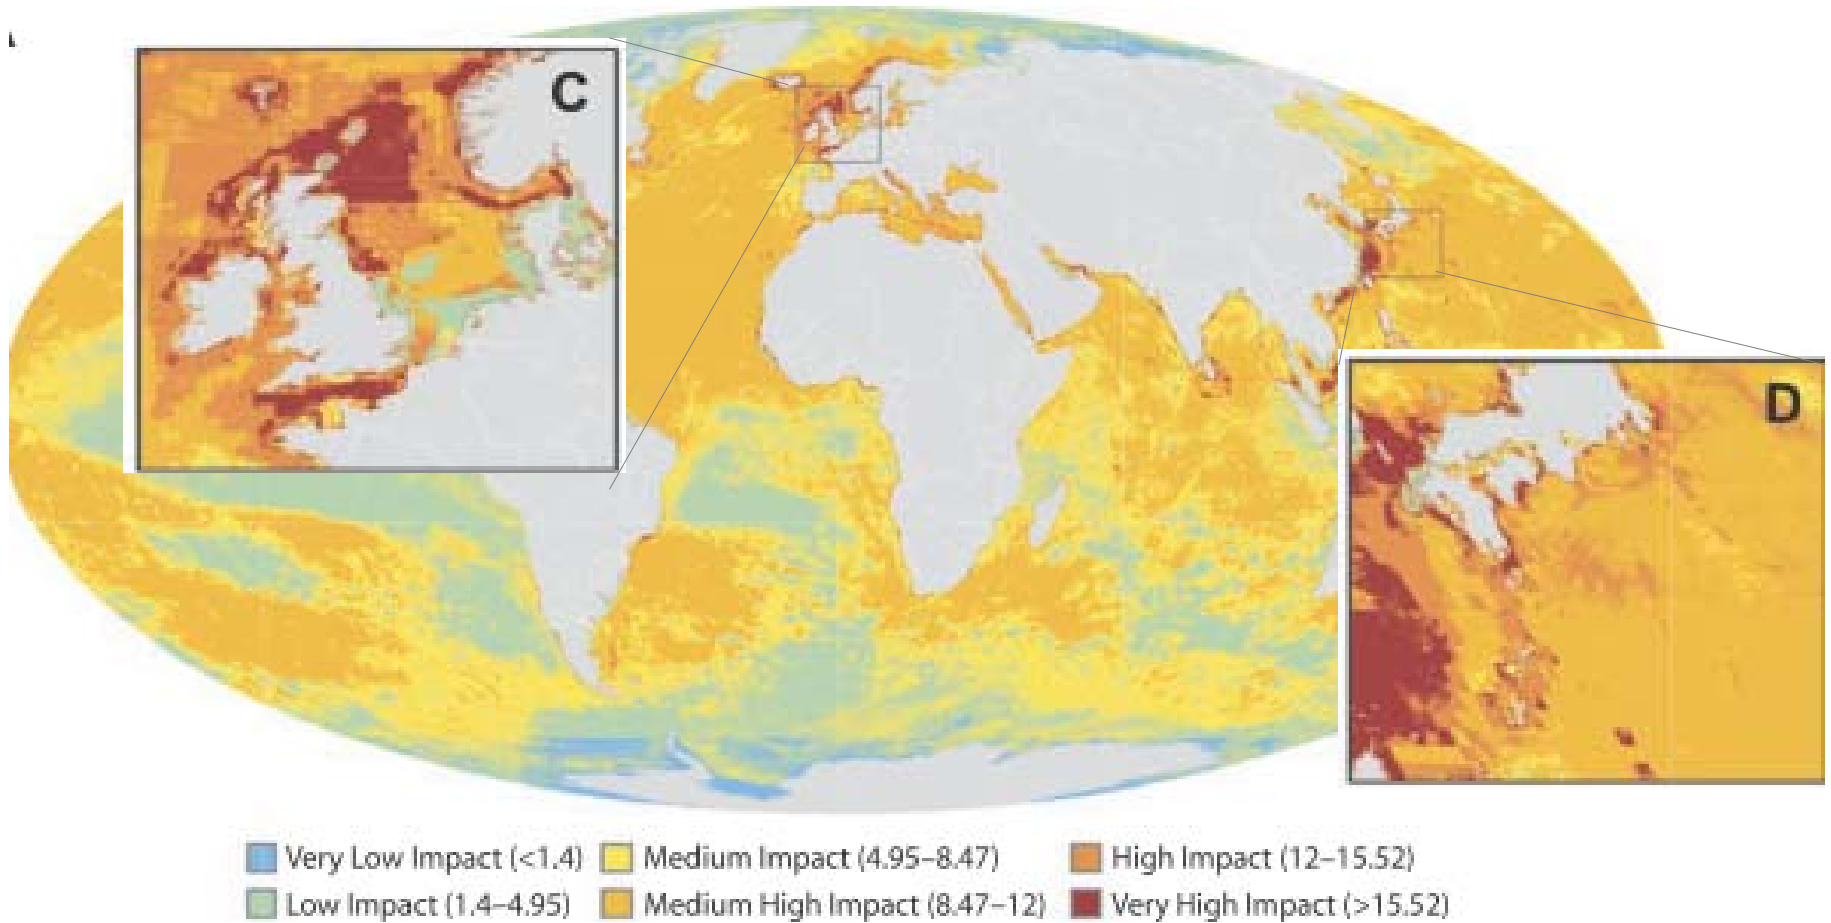 C
D
Very Low Impact (<1.4)
Medium Impact (4.95–8.47)
High Impact (12–15.52)
Low Impact (1.4–4.95)
Medium High Impact (8.47–12)
Very High Impact (>15.52)